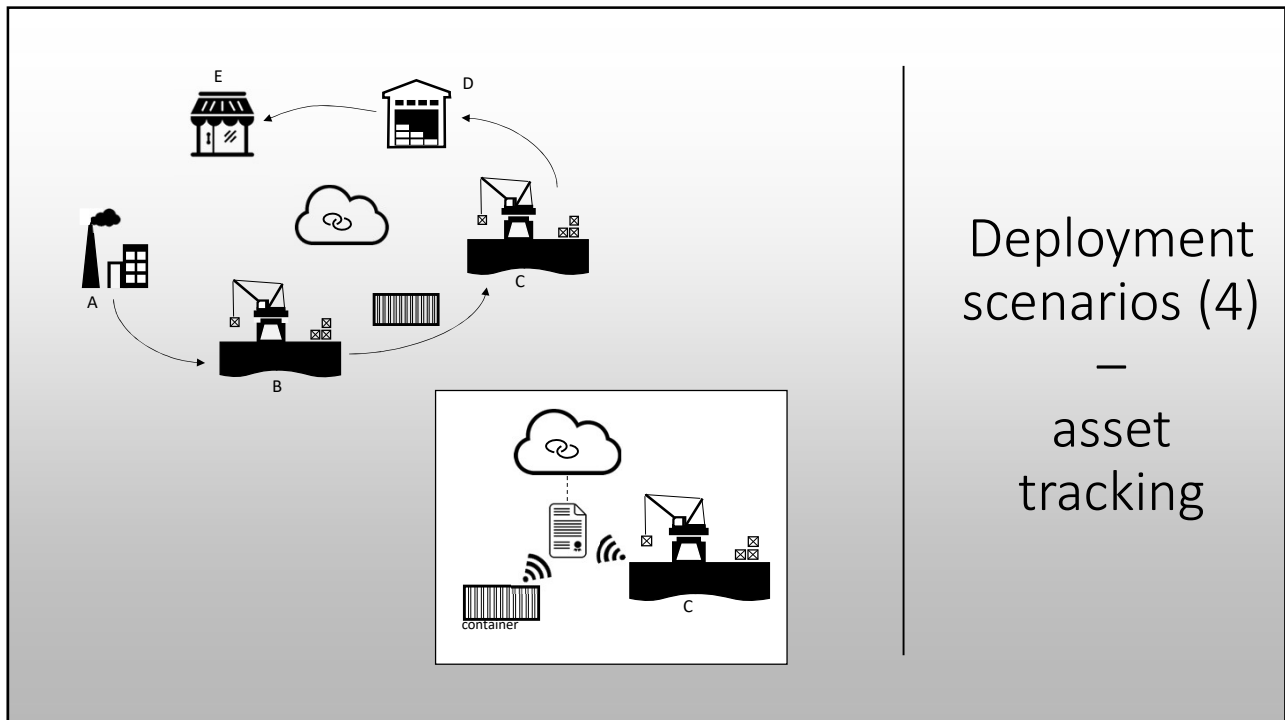 E
D
A
C
B
container
C
Deployment
scenarios (4)
–
asset
tracking